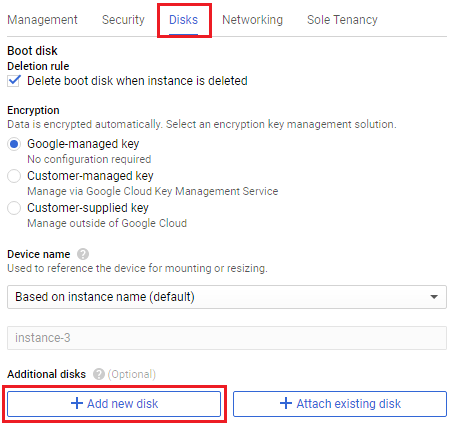 Management Security Disks Networking Sole Tenancy
Boot disk
Deletion rule
Delete boot disk when instance is deleted
Encryption
Data is encrypted automatically. Select an encryption key management solution.
Google-managed key
No configuration required
Customer-managed key
Manage via Google Cloud Key Management Service
Customer-supplied key
Manage outside of Google Cloud
Device name ?
Used to reference the device for mounting or resizing.
Based on instance name (default)
instance-3
Additional disks ? (Optional)
+ Add new disk + Attach existing disk